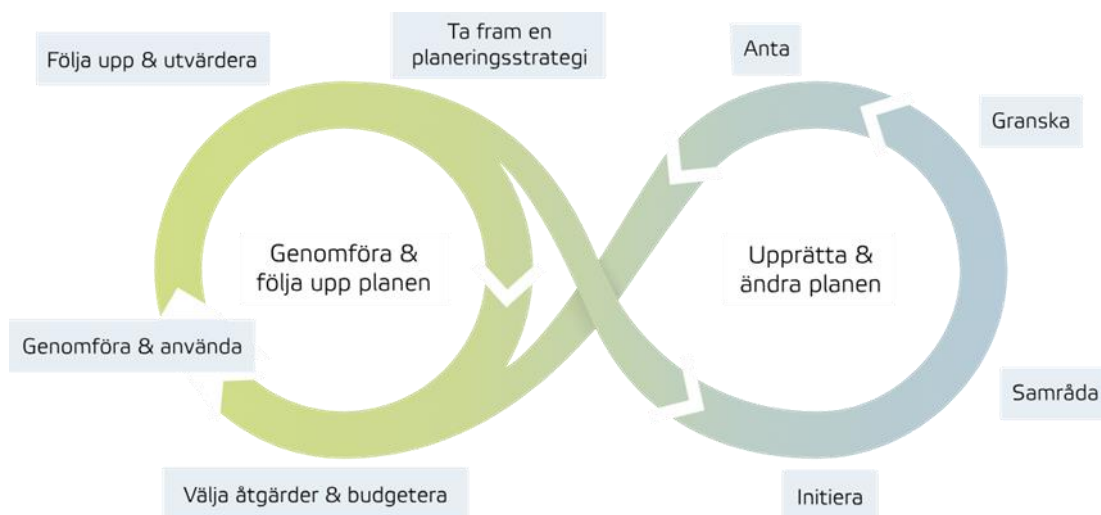 Ta fram en
planeringsstrategi
Följa upp & utvärdera
Anta
Granska
Genomföra &
följa upp planen
Upprätta &
ändra planen
Genomföra & använda
Samråda
Välja åtgärder & budgetera
Initiera